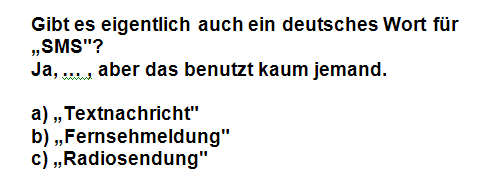 Gibt es eigentlich auch ein deutsches Wort für
„SMS"?
Ja, ... , aber das benutzt kaum jemand.
a) „Textnachricht"
b) „Fernsehmeldung"
c) „Radiosendung"